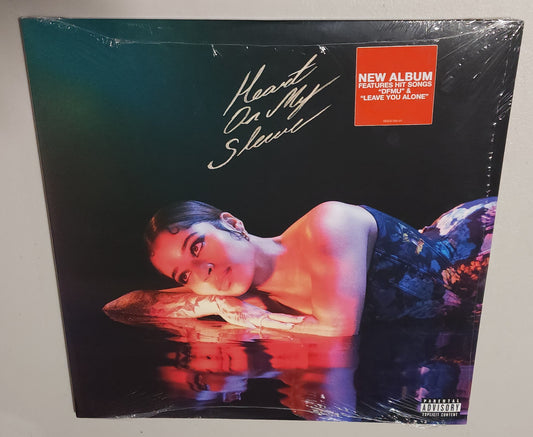 Heart
On My
Sleeve
NEW ALBUM
FEATURES HIT SONGS
"DFMU" &
"LEAVE YOU ALONE"
PARENTAL
ADVISORY
EXPLICIT CONTENT